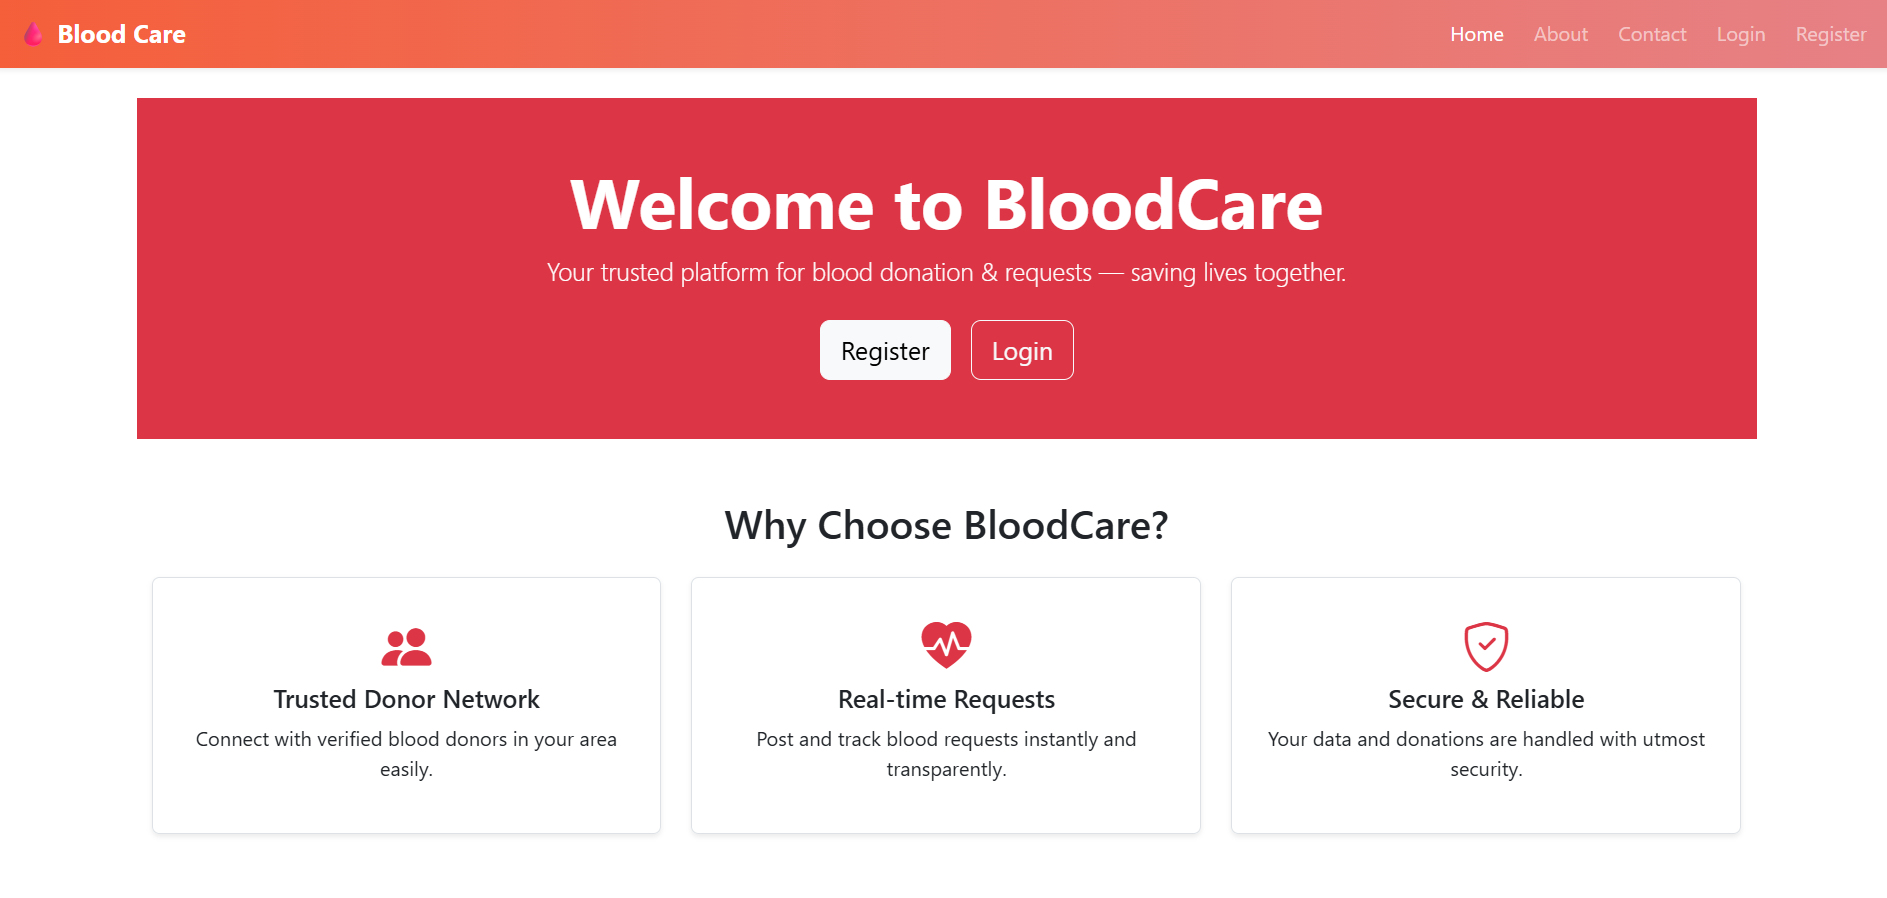 Blood Care
Home About Contact Login Register
Welcome to BloodCare
Your trusted platform for blood donation & requests — saving lives together.
Register Login
Why Choose BloodCare?
Trusted Donor Network
Connect with verified blood donors in your area
easily.
Real-time Requests
Post and track blood requests instantly and
transparently.
Secure & Reliable
Your data and donations are handled with utmost
security.